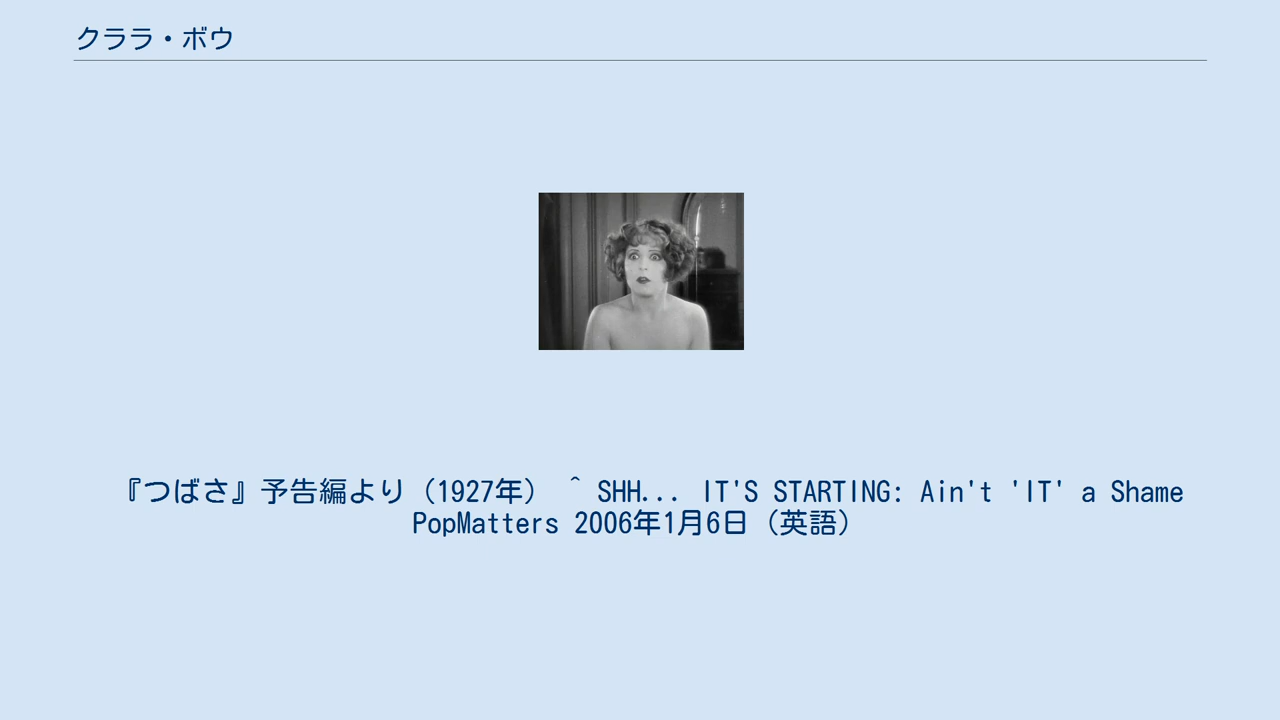 クララ・ボウ
『つばさ』予告編より（1927年） ^ SHH... IT'S STARTING: Ain't 'IT' a Shame
PopMatters 2006年1月6日（英語）